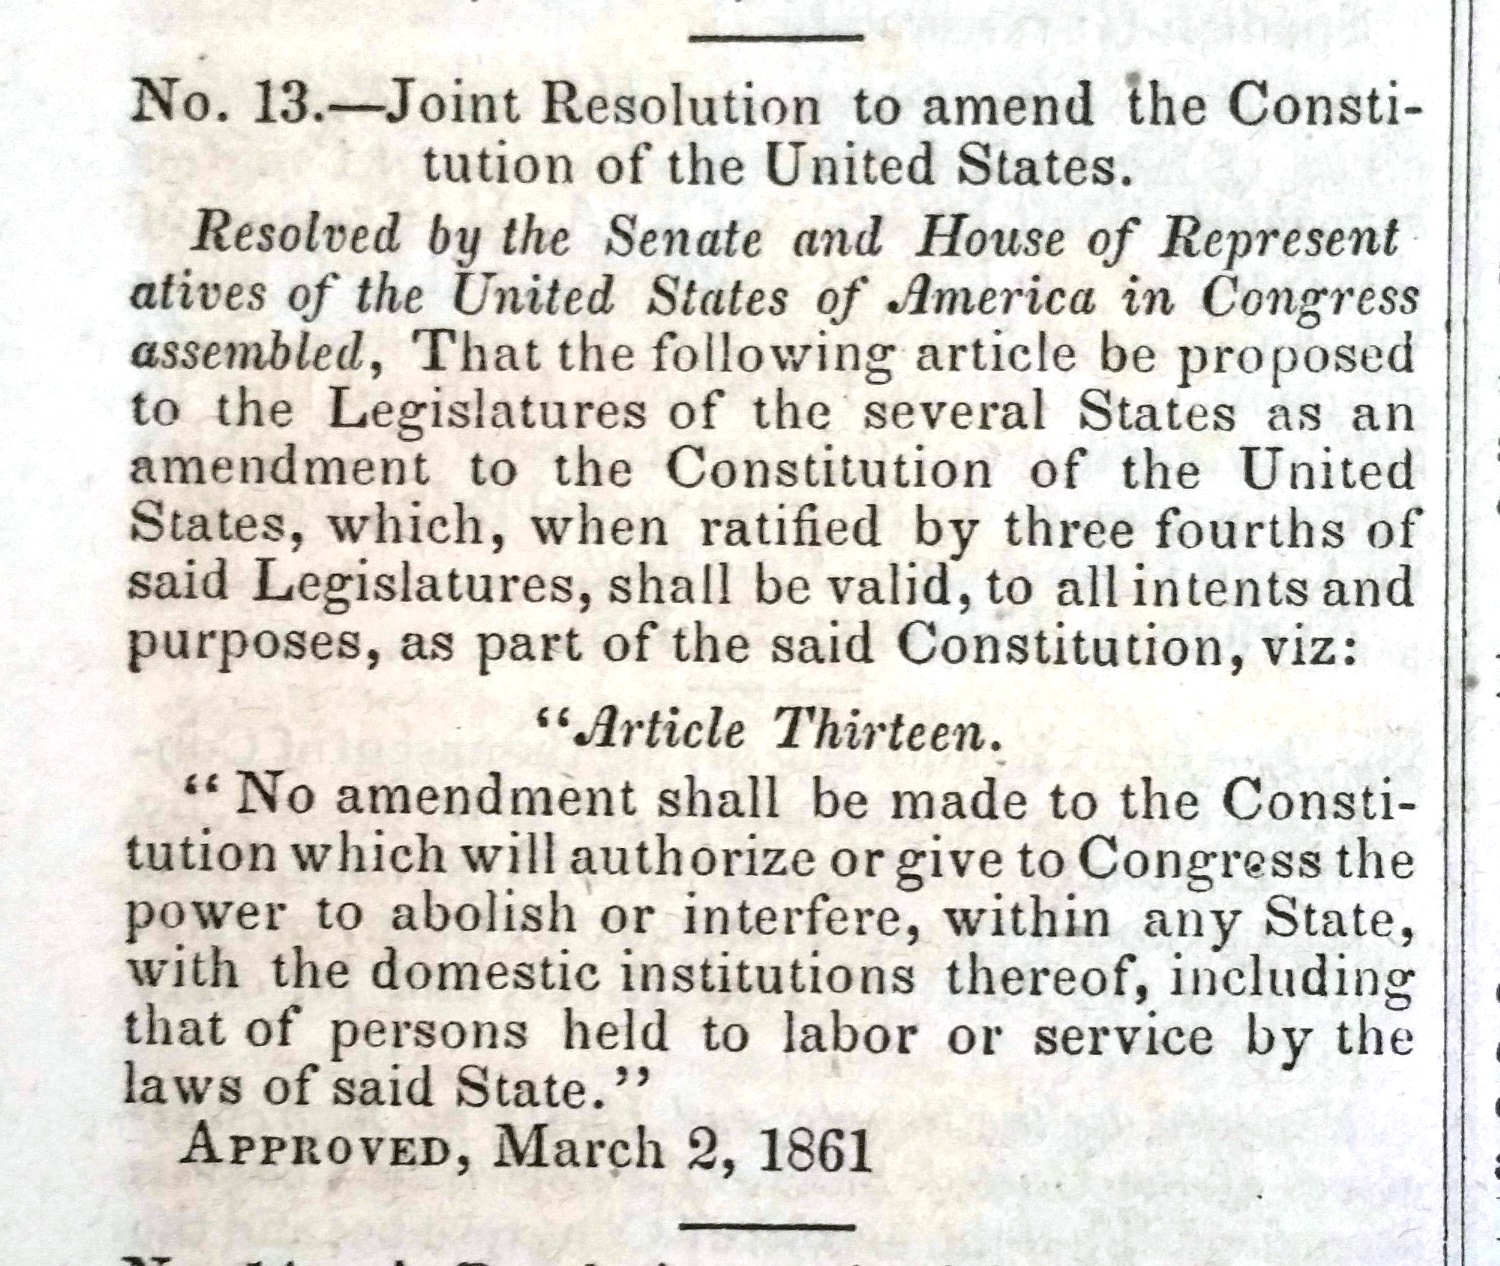 No. 13.—Joint Resolution to amend the Consti-
tution of the United States.
Resolved by the Senate and House of Represent
atives of the United States of America in Congress
assembled, That the following article be proposed
to the Legislatures of the several States as an
amendment to the Constitution of the United
States, which, when ratified by three fourths of
said Legislatures, shall be valid, to all intents and
purposes, as part of the said Constitution, viz:
“Article Thirteen.
“No amendment shall be made to the Consti-
tution which will authorize or give to Congress the
power to abolish or interfere, within any State,
with the domestic institutions thereof, including
that of persons held to labor or service by the
laws of said State.”
APPROVED, March 2, 1861